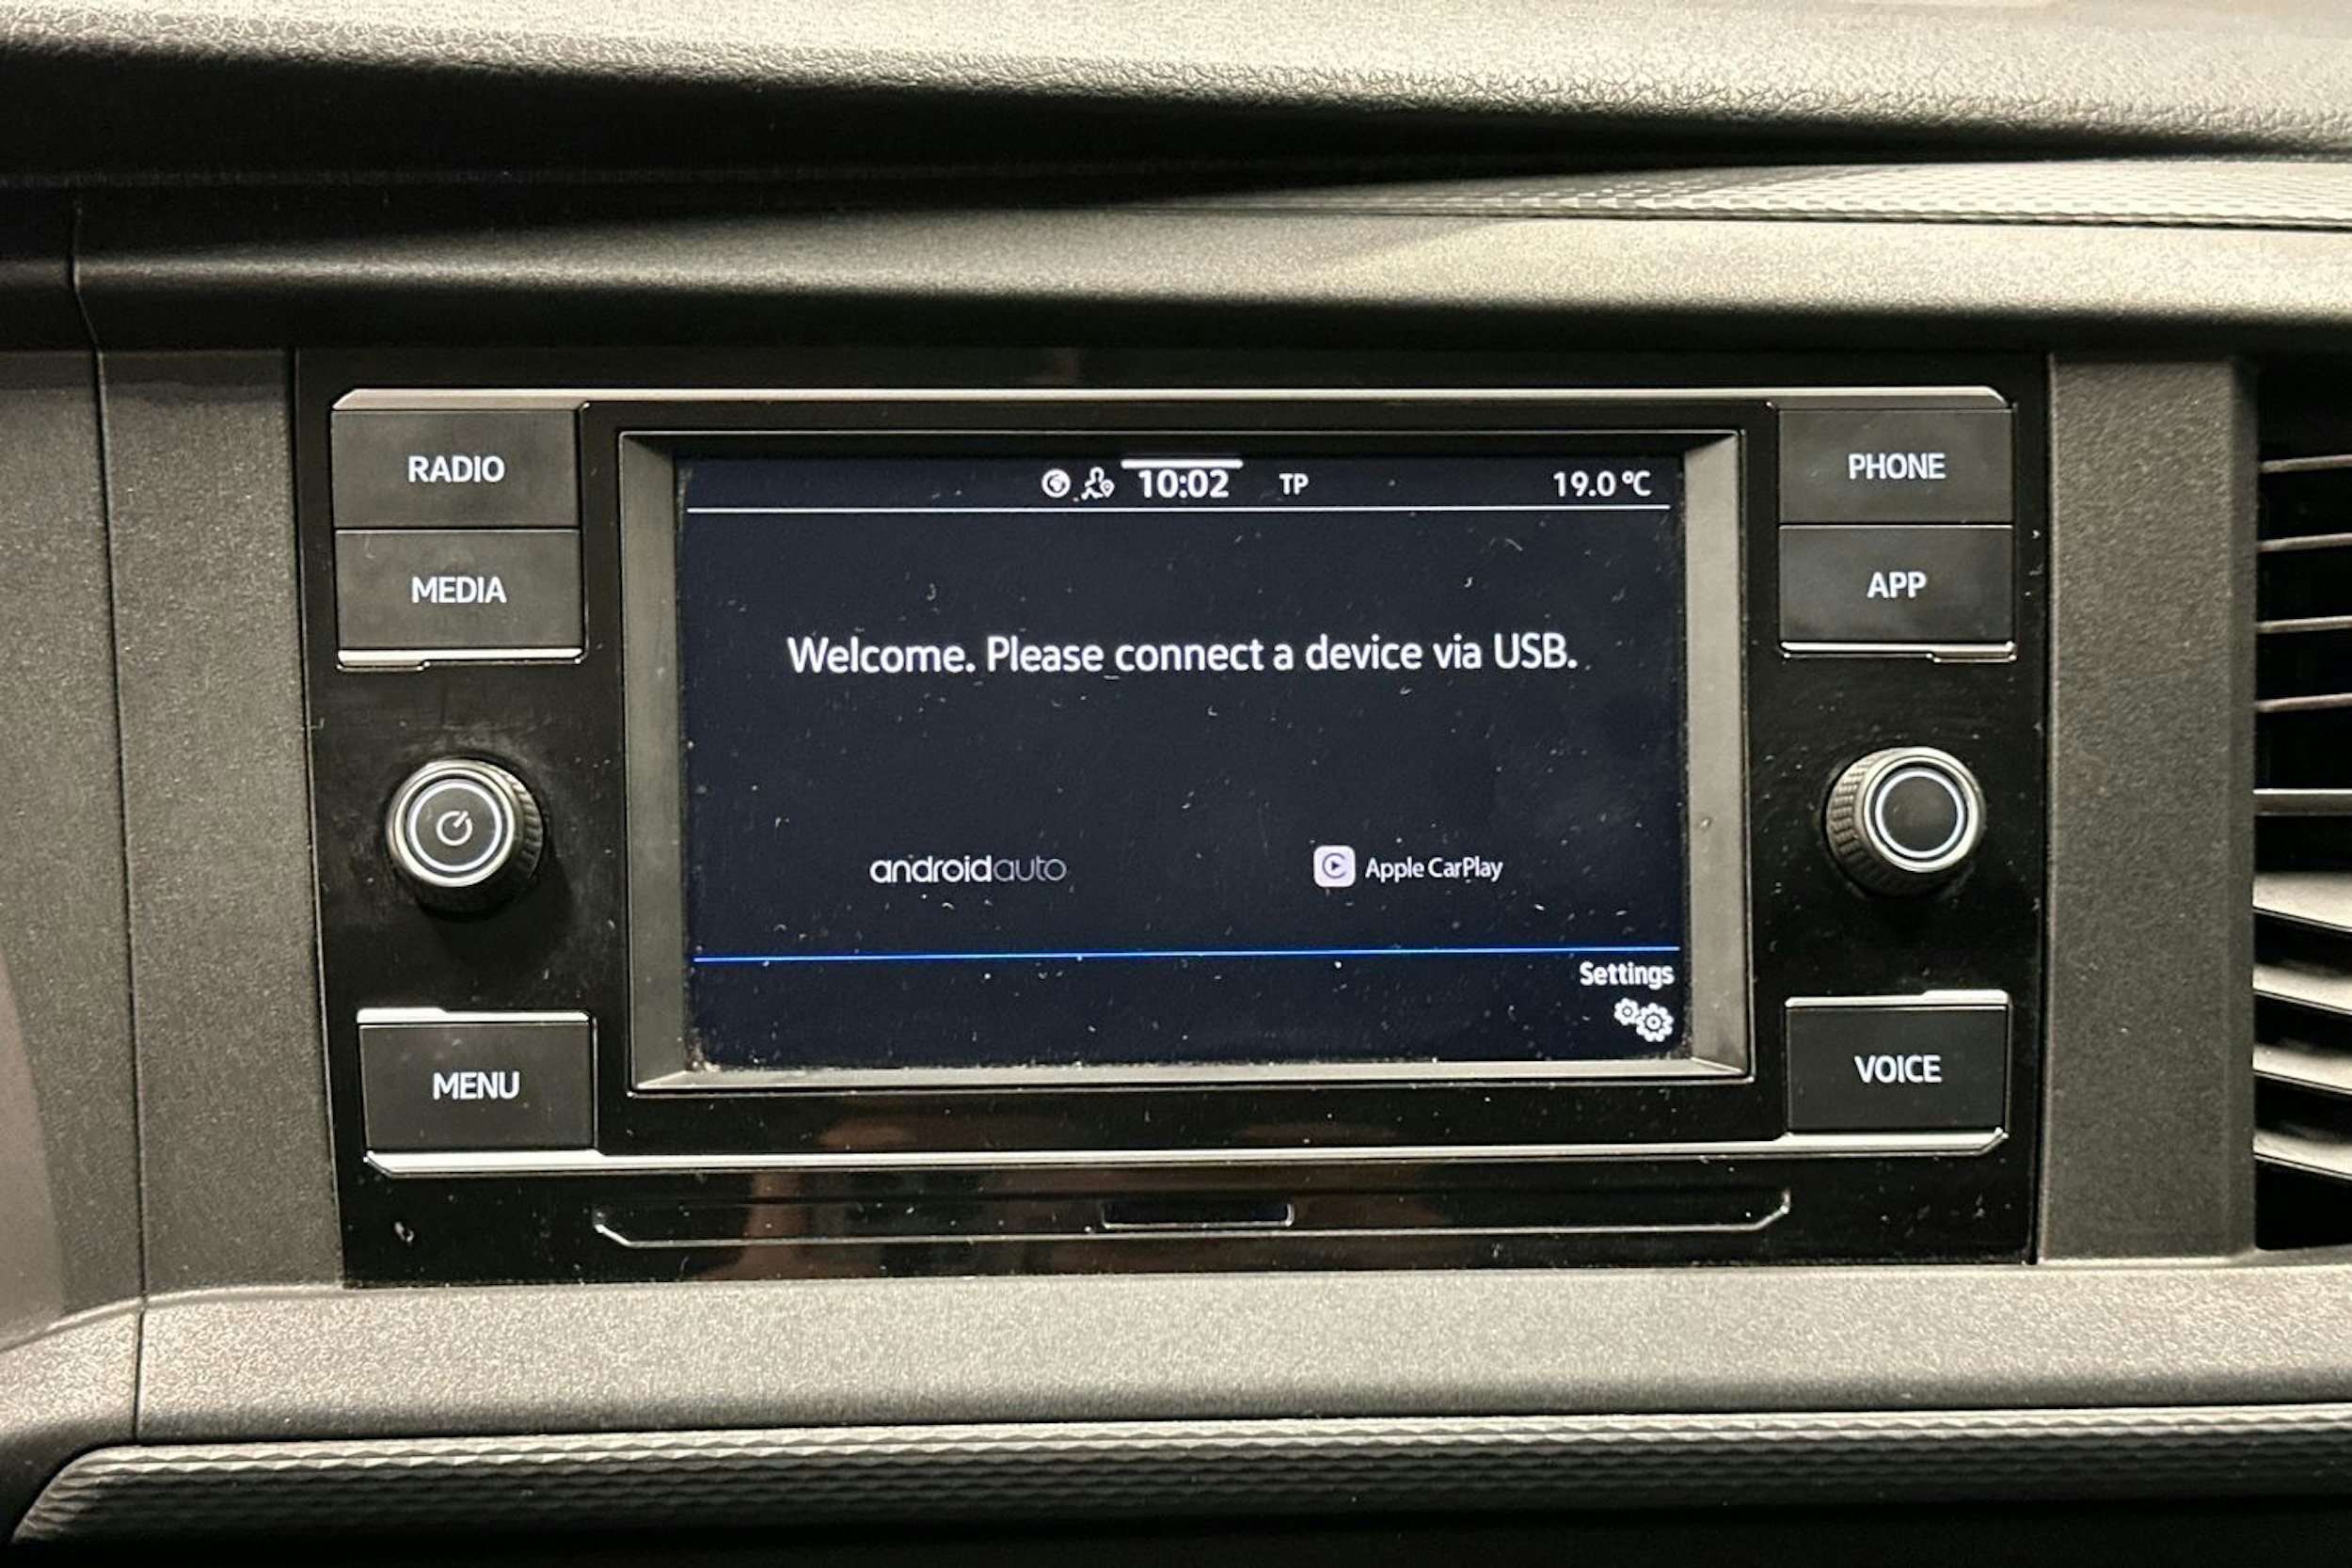 RADIO
MEDIA
MENU
10:02 TP 19.0 °C
Welcome. Please connect a device via USB.
androidauto
Apple CarPlay
Settings
PHONE
APP
VOICE